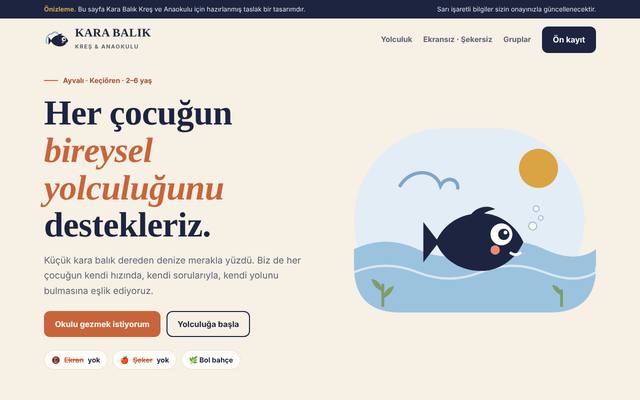 Önizleme. Bu sayfa Kara Balık Kreş ve Anaokulu için hazırlanmış taslak bir tasarımdır.
Sarı işaretli bilgiler sizin onayınızla güncellenecektir.
KARA BALIK
KREŞ & ANAOKULU
Yolculuk
Ekransız · Şekersiz
Gruplar
Ön kayıt
Ayvalı · Keçiören · 2–6 yaş
Her çocuğun
bireysel
yolculuğunu
destekleriz.
Küçük kara balık dereden denize merakla yüzdü. Biz de her
çocuğun kendi hızında, kendi sorularıyla, kendi yolunu
bulmasına eşlik ediyoruz.
Okulu gezmek istiyorum
Yolculuğa başla
Ekran yok
Şeker yok
Bol bahçe